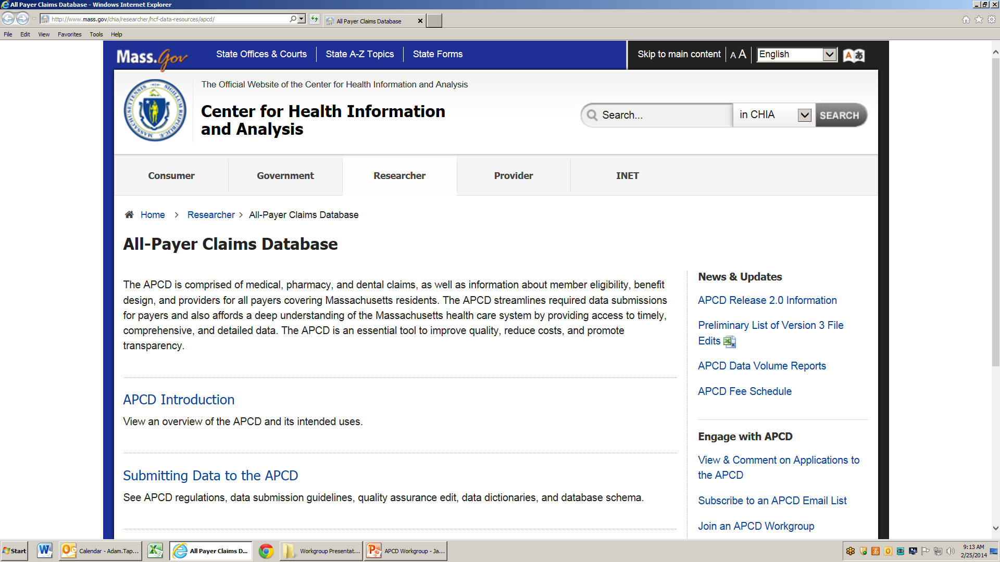 All Payer Claims Database - Windows Internet Explorer
http://www.mass.gov/chia/researcher/hcf-data-resources/apcd/
All Payer Claims Database
File Edit View Favorites Tools Help
Mass.Gov
State Offices & Courts
State A-Z Topics
State Forms
Skip to main content
A A
English
The Official Website of the Center for Health Information and Analysis
Center for Health Information
and Analysis
Search...
in CHIA
SEARCH
Consumer
Government
Researcher
Provider
INET
Home > Researcher > All-Payer Claims Database
All-Payer Claims Database
The APCD is comprised of medical, pharmacy, and dental claims, as well as information about member eligibility, benefit
design, and providers for all payers covering Massachusetts residents. The APCD streamlines required data submissions
for payers and also affords a deep understanding of the Massachusetts health care system by providing access to timely,
comprehensive, and detailed data. The APCD is an essential tool to improve quality, reduce costs, and promote
transparency.
APCD Introduction
View an overview of the APCD and its intended uses.
Submitting Data to the APCD
See APCD regulations, data submission guidelines, quality assurance edit, data dictionaries, and database schema.
News & Updates
APCD Release 2.0 Information
Preliminary List of Version 3 File
Edits
APCD Data Volume Reports
APCD Fee Schedule
Engage with APCD
View & Comment on Applications to
the APCD
Subscribe to an APCD Email List
Join an APCD Workgroup
Start
Calendar - Adam.Tap...
All Payer Claims D...
Workgroup Presentat...
APCD Workgroup - Ja...
9:13 AM
2/25/2014